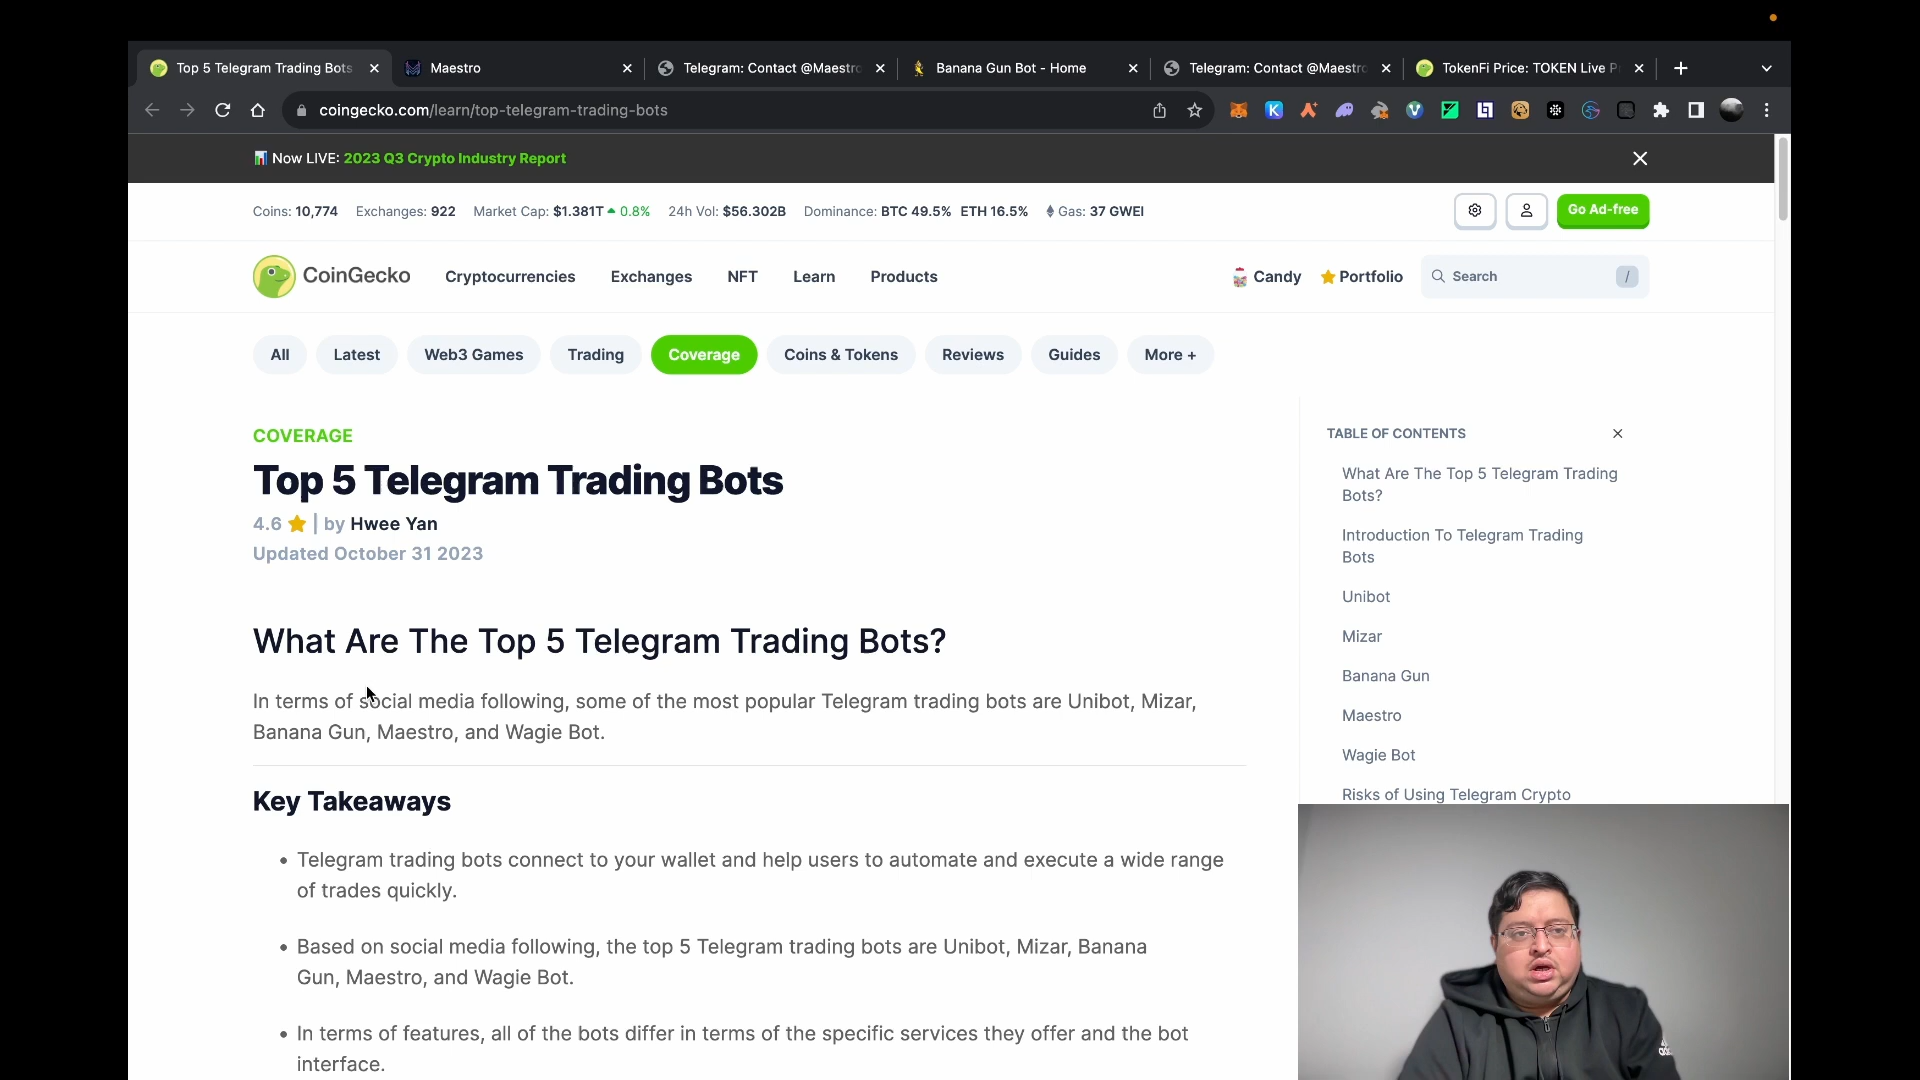 Top 5 Telegram Trading Bots
Maestro
Telegram: Contact @Maestro
Banana Gun Bot - Home
Telegram: Contact @Maestro
TokenFi Price: TOKEN Live P
coingecko.com/learn/top-telegram-trading-bots
Now LIVE: 2023 Q3 Crypto Industry Report
Coins: 10,774 Exchanges: 922 Market Cap: $1.381T 0.8% 24h Vol: $56.302B Dominance: BTC 49.5% ETH 16.5% Gas: 37 GWEI
Go Ad-free
CoinGecko
Cryptocurrencies Exchanges NFT Learn Products
Candy Portfolio
Search /
All Latest Web3 Games Trading Coverage Coins & Tokens Reviews Guides More +
COVERAGE
Top 5 Telegram Trading Bots
4.6 | by Hwee Yan
Updated October 31 2023
What Are The Top 5 Telegram Trading Bots?
In terms of social media following, some of the most popular Telegram trading bots are Unibot, Mizar,
Banana Gun, Maestro, and Wagie Bot.
Key Takeaways
• Telegram trading bots connect to your wallet and help users to automate and execute a wide range
of trades quickly.
• Based on social media following, the top 5 Telegram trading bots are Unibot, Mizar, Banana
Gun, Maestro, and Wagie Bot.
• In terms of features, all of the bots differ in terms of the specific services they offer and the bot
interface.
TABLE OF CONTENTS
What Are The Top 5 Telegram Trading
Bots?
Introduction To Telegram Trading
Bots
Unibot
Mizar
Banana Gun
Maestro
Wagie Bot
Risks of Using Telegram Crypto